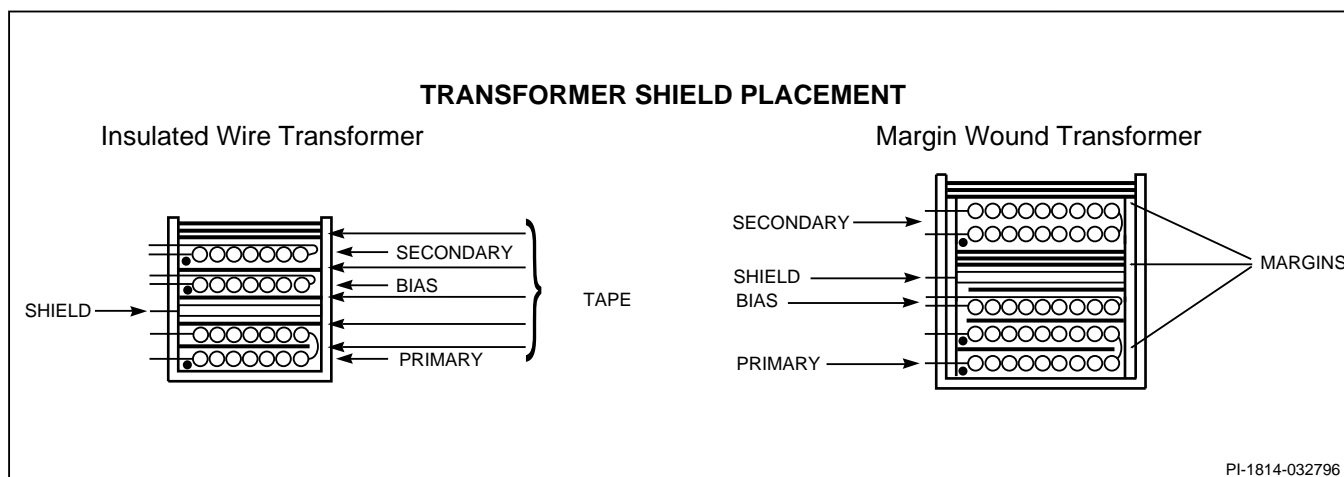 TRANSFORMER SHIELD PLACEMENT
Insulated Wire Transformer
Margin Wound Transformer
SECONDARY
BIAS
SHIELD
TAPE
PRIMARY
SECONDARY
SHIELD
BIAS
MARGINS
PRIMARY
PI-1814-032796